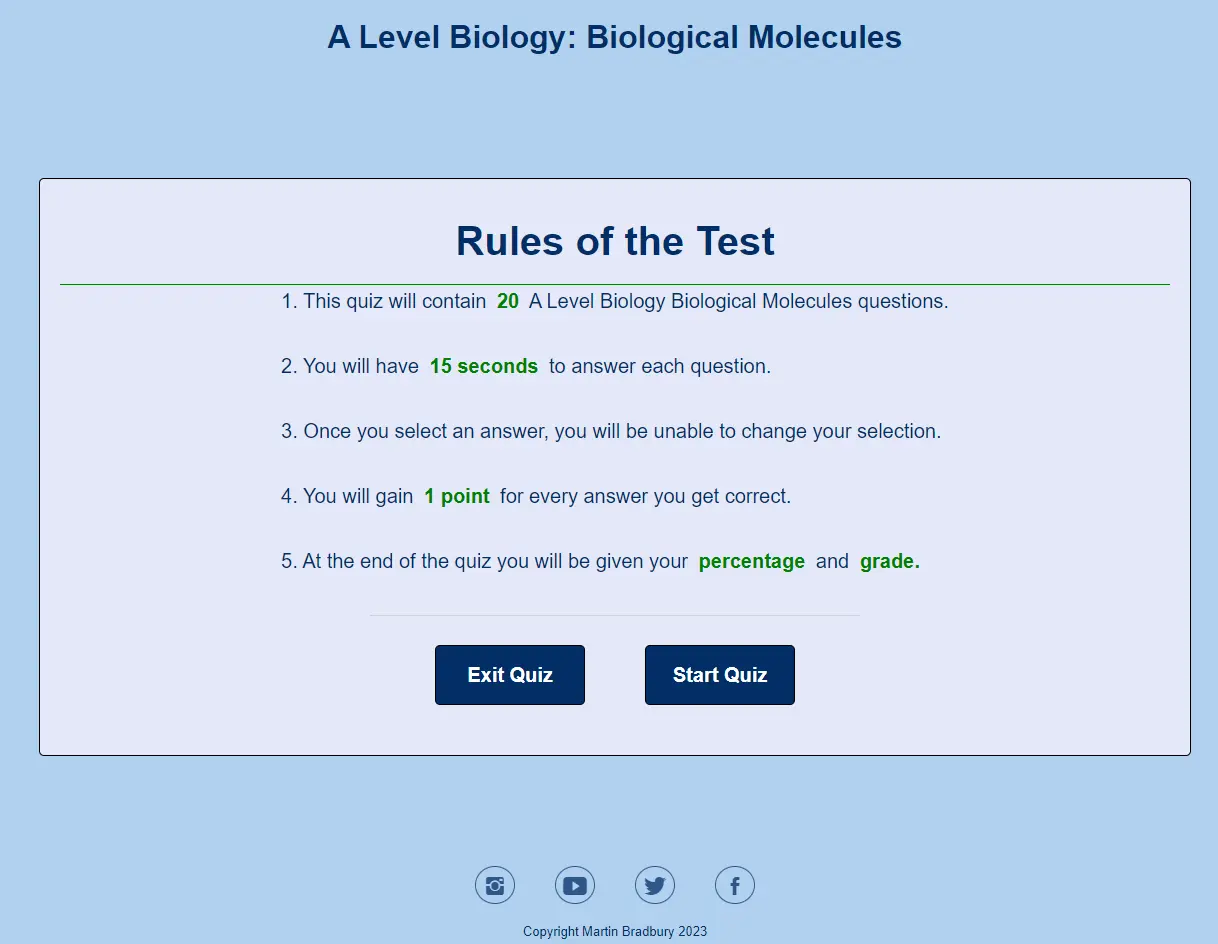 A Level Biology: Biological Molecules
Rules of the Test
1. This quiz will contain 20 A Level Biology Biological Molecules questions.
2. You will have 15 seconds to answer each question.
3. Once you select an answer, you will be unable to change your selection.
4. You will gain 1 point for every answer you get correct.
5. At the end of the quiz you will be given your percentage and grade.
Exit Quiz
Start Quiz
Copyright Martin Bradbury 2023